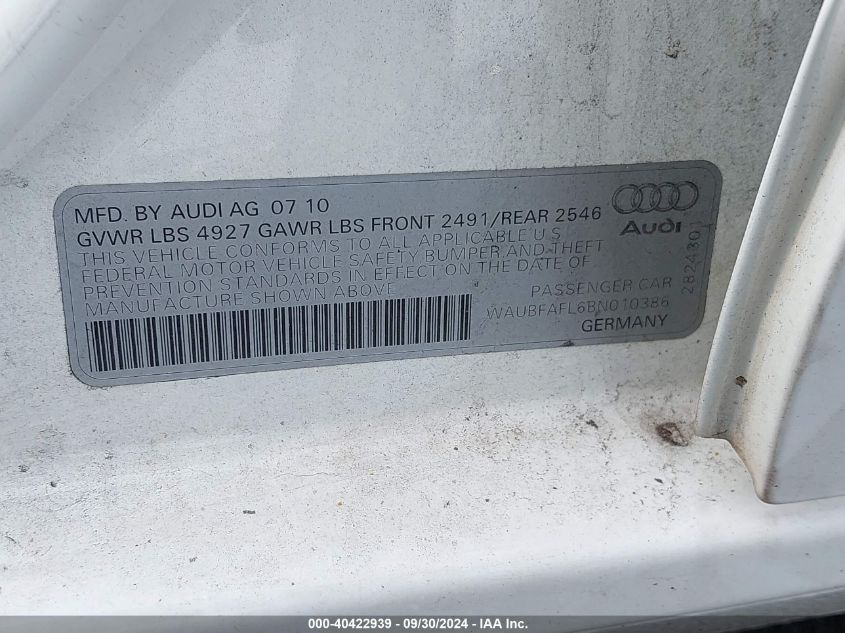 MFD. BY AUDI AG 07 10
GVWR LBS 4927 GAWR LBS FRONT 2491/REAR 2546
THIS VEHICLE CONFORMS TO ALL APPLICABLE U.S.
FEDERAL MOTOR VEHICLE SAFETY BUMPER AND THEFT
PREVENTION STANDARDS IN EFFECT ON THE DATE OF
MANUFACTURE SHOWN ABOVE
PASSENGER CAR
WAUBFAFL6BN010386
GERMANY
Audi
2824301
000-40422939 - 09/30/2024 - IAA Inc.